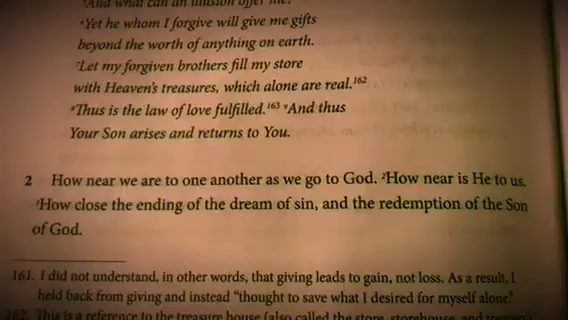 ⁵And what can an illusion offer me?
⁶Yet he whom I forgive will give me gifts
beyond the worth of anything on earth.
⁷Let my forgiven brothers fill my store
with Heaven's treasures, which alone are real.¹⁶²
⁸Thus is the law of love fulfilled.¹⁶³ ⁹And thus
Your Son arises and returns to You.
2 How near we are to one another as we go to God. ²How near is He to us.
³How close the ending of the dream of sin, and the redemption of the Son
of God.
161. I did not understand, in other words, that giving leads to gain, not loss. As a result, I
held back from giving and instead "thought to save what I desired for myself alone."
162. This is a reference to the treasure house (also called the store, storehouse, and treasury)